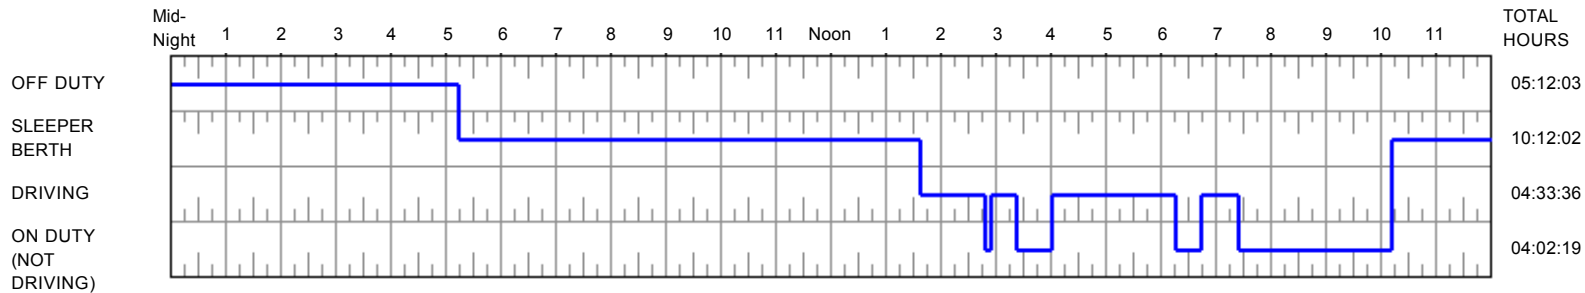 Mid-
Night 1 2 3 4 5 6 7 8 9 10 11 Noon 1 2 3 4 5 6 7 8 9 10 11
TOTAL
HOURS
OFF DUTY 05:12:03
SLEEPER
BERTH 10:12:02
DRIVING 04:33:36
ON DUTY
(NOT
DRIVING) 04:02:19